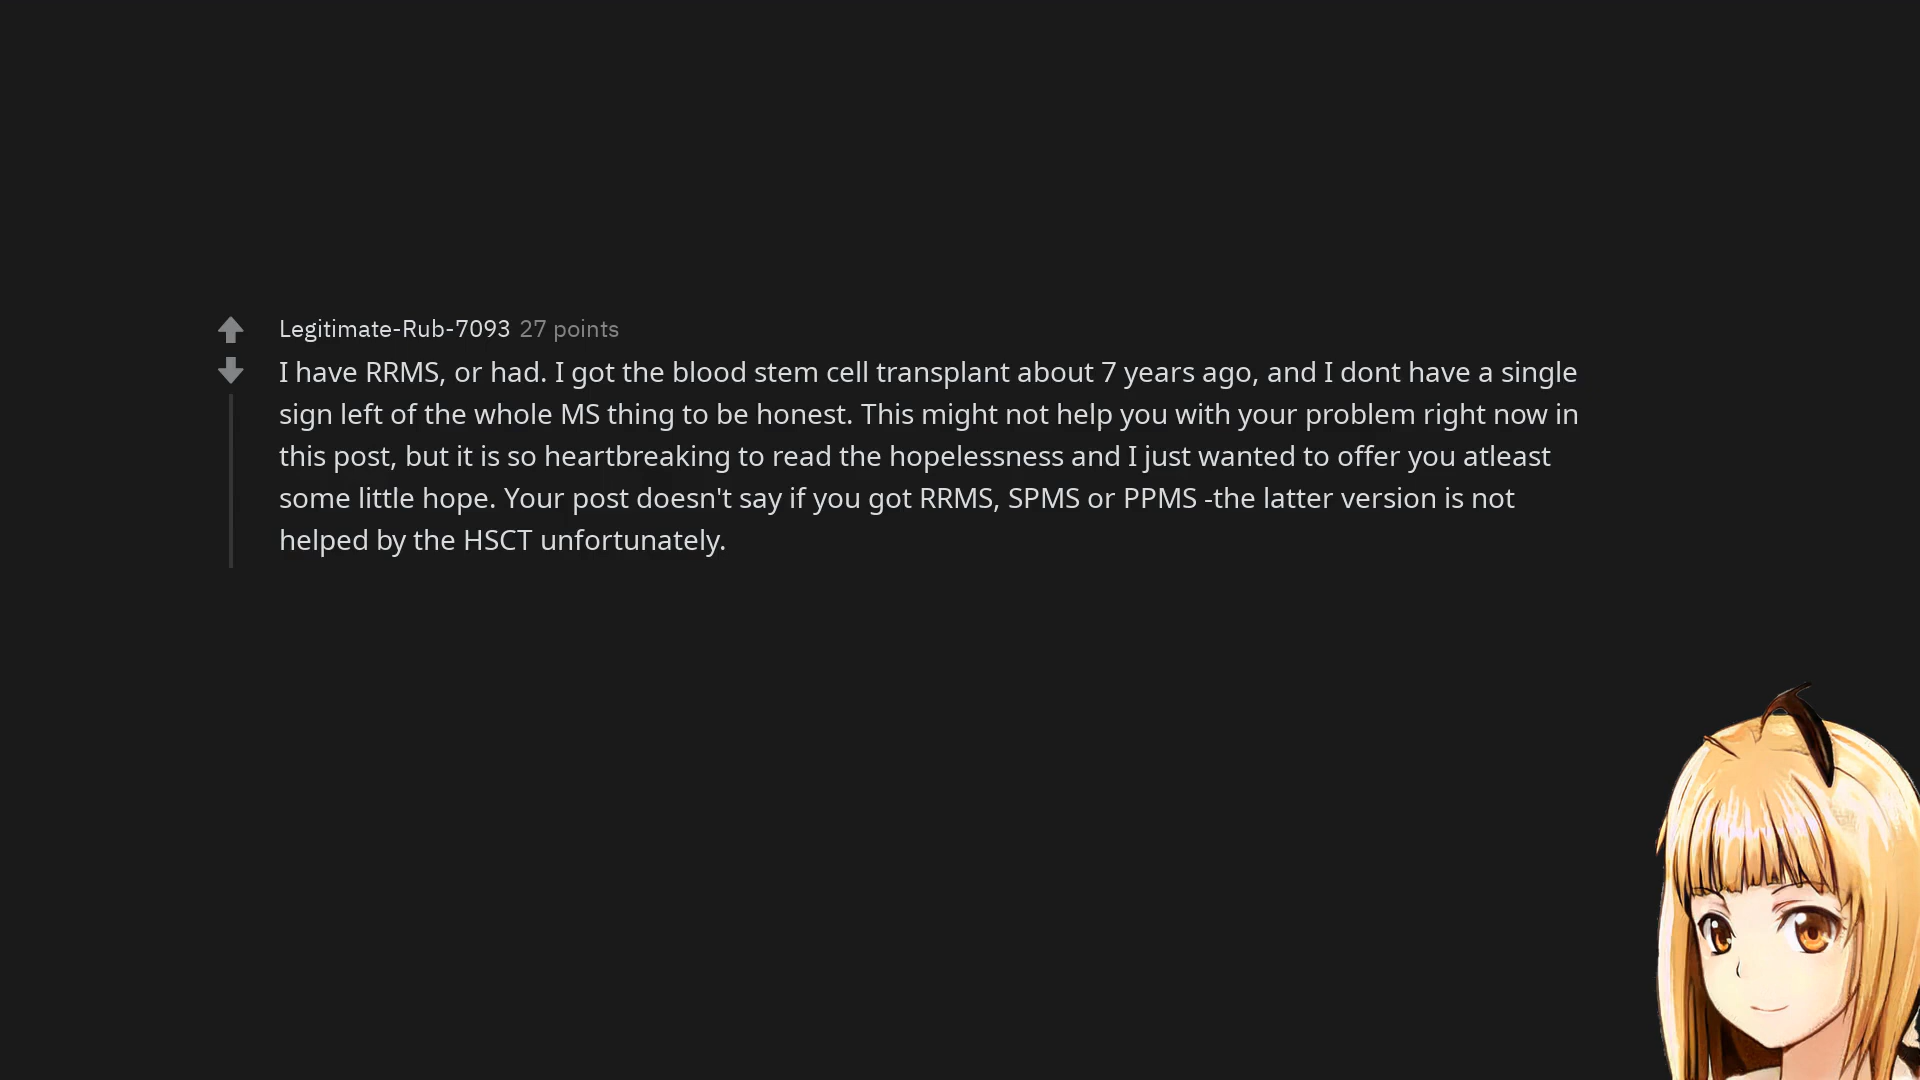 Legitimate-Rub-7093 27 points
I have RRMS, or had. I got the blood stem cell transplant about 7 years ago, and I dont have a single
sign left of the whole MS thing to be honest. This might not help you with your problem right now in
this post, but it is so heartbreaking to read the hopelessness and I just wanted to offer you atleast
some little hope. Your post doesn't say if you got RRMS, SPMS or PPMS -the latter version is not
helped by the HSCT unfortunately.